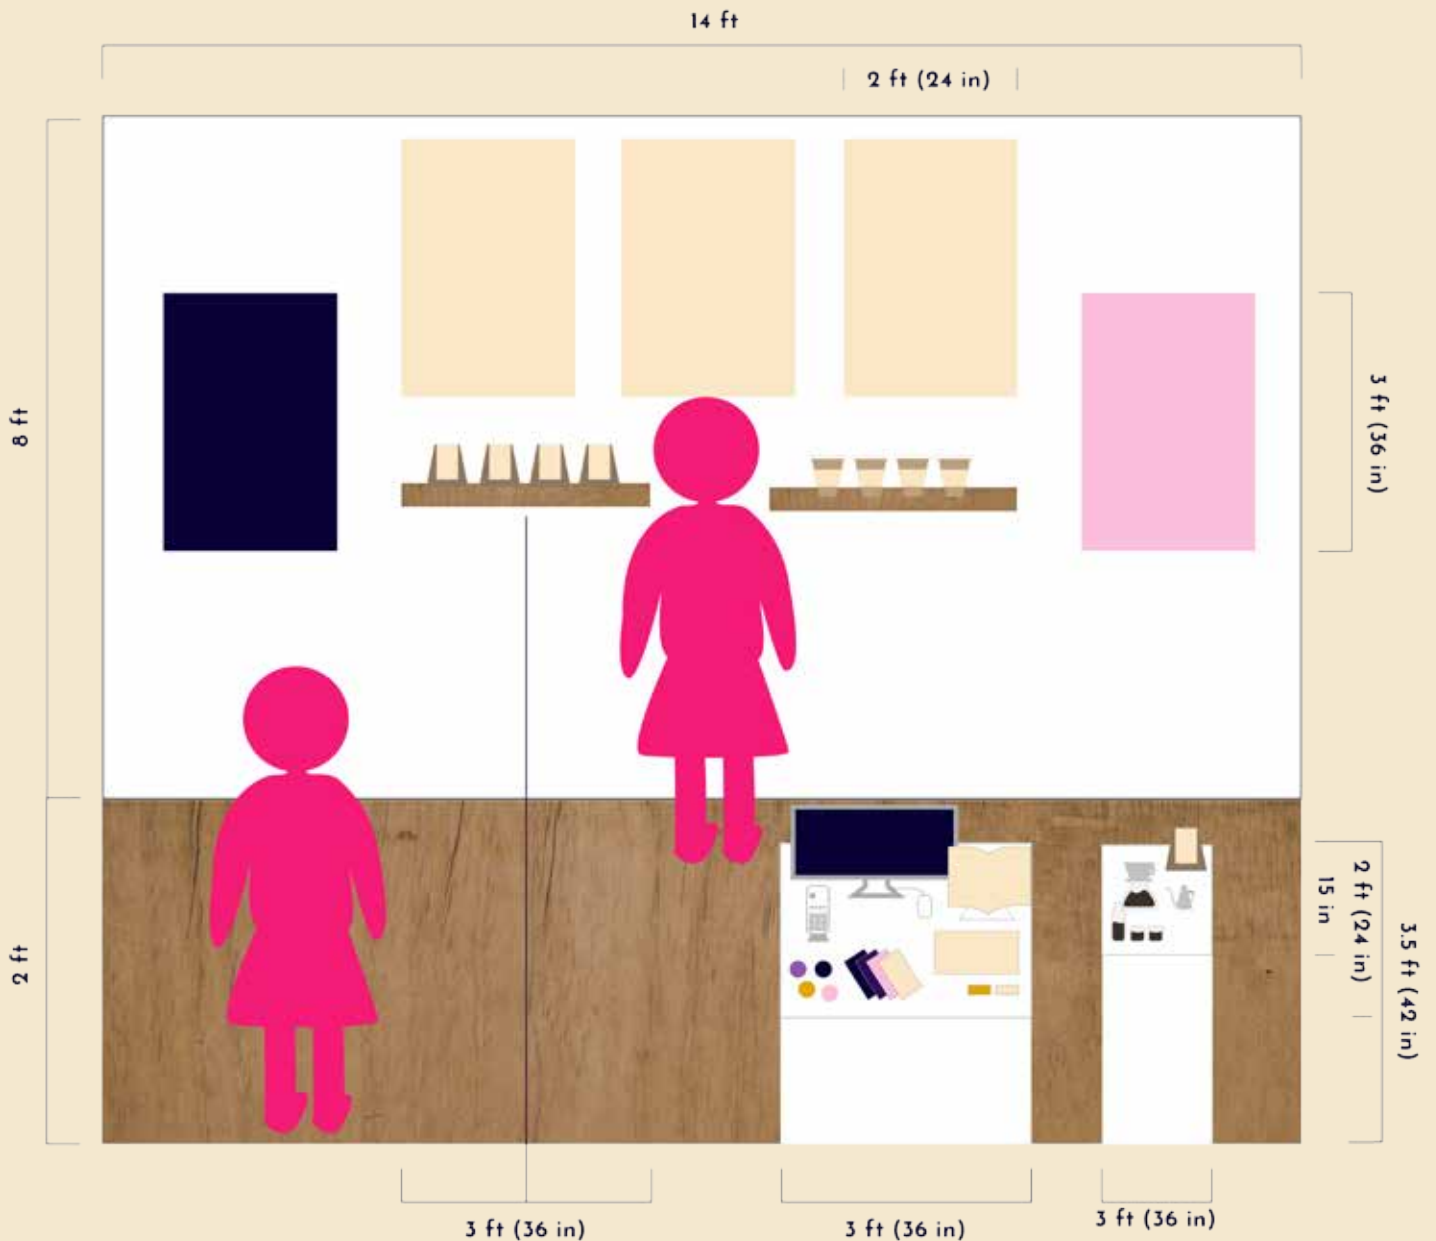 14 ft
2 ft (24 in)
8 ft
3 ft (36 in)
2 ft
15 in
2 ft (24 in)
3.5 ft (42 in)
3 ft (36 in)
3 ft (36 in)
3 ft (36 in)